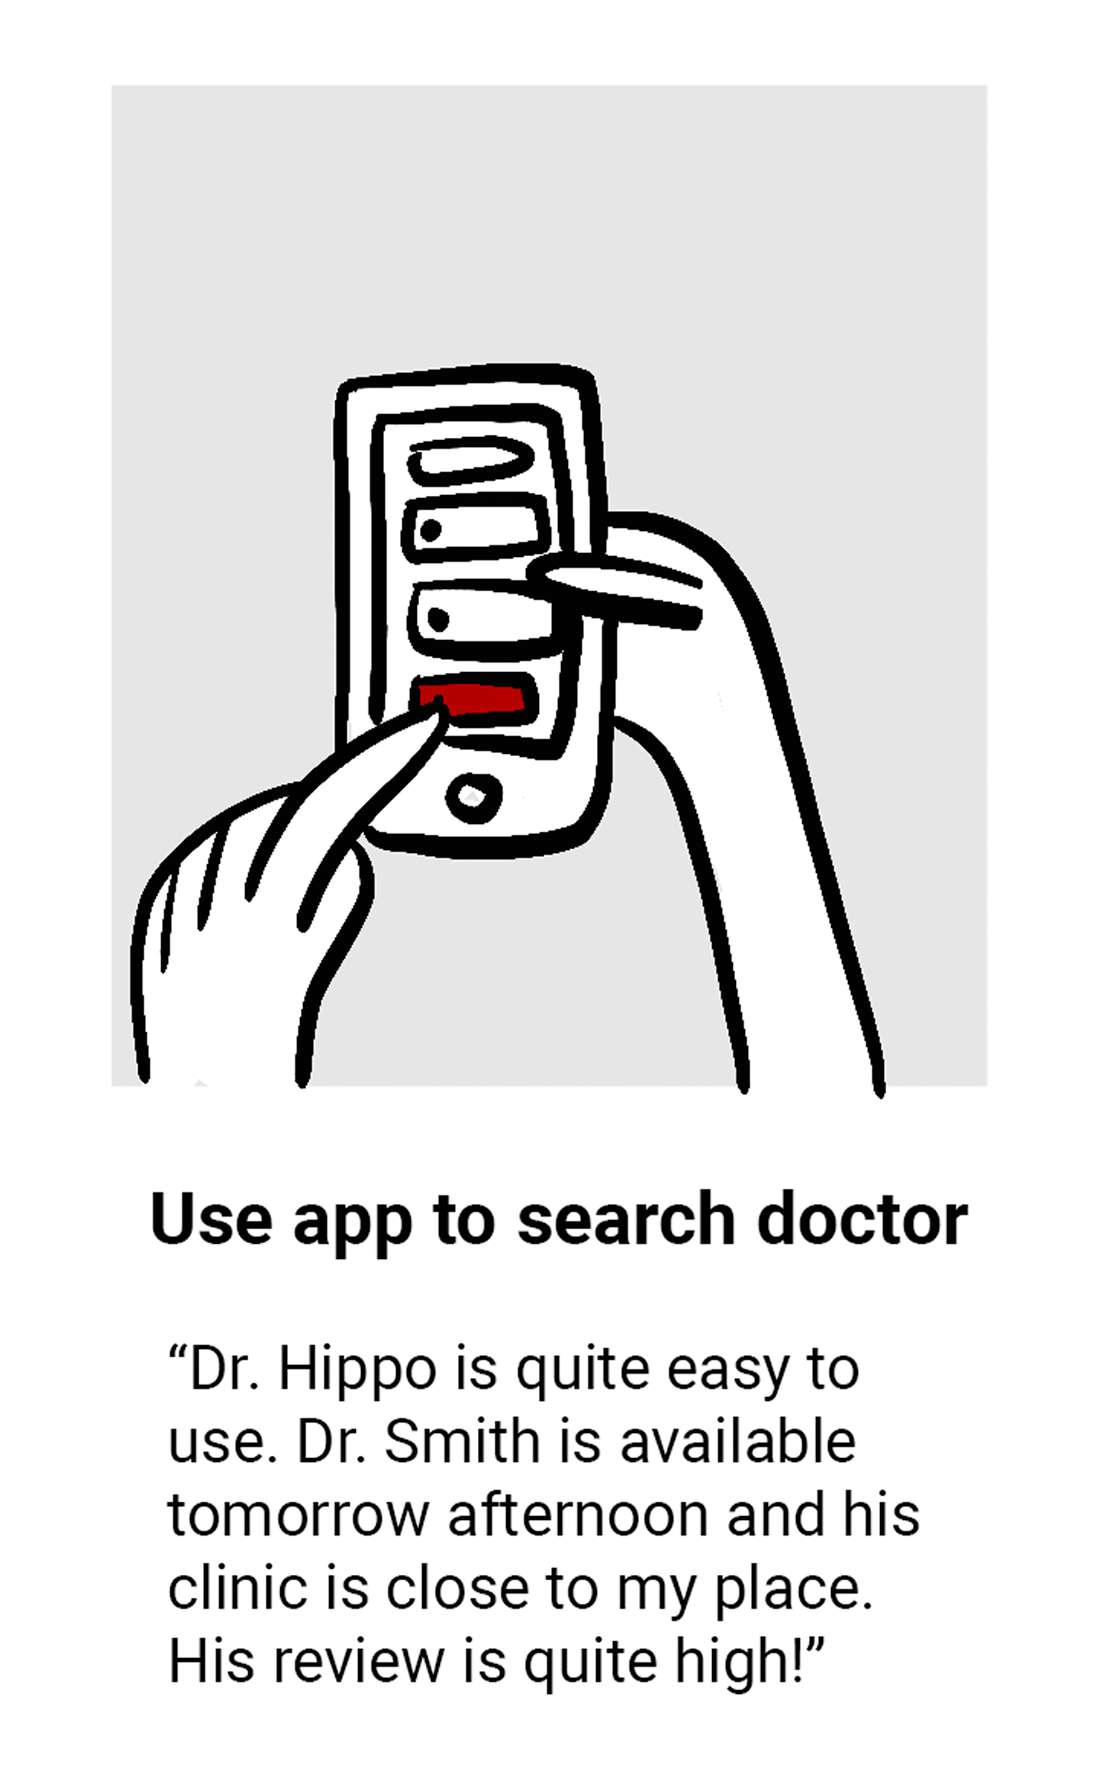 Use app to search doctor
“Dr. Hippo is quite easy to
use. Dr. Smith is available
tomorrow afternoon and his
clinic is close to my place.
His review is quite high!”